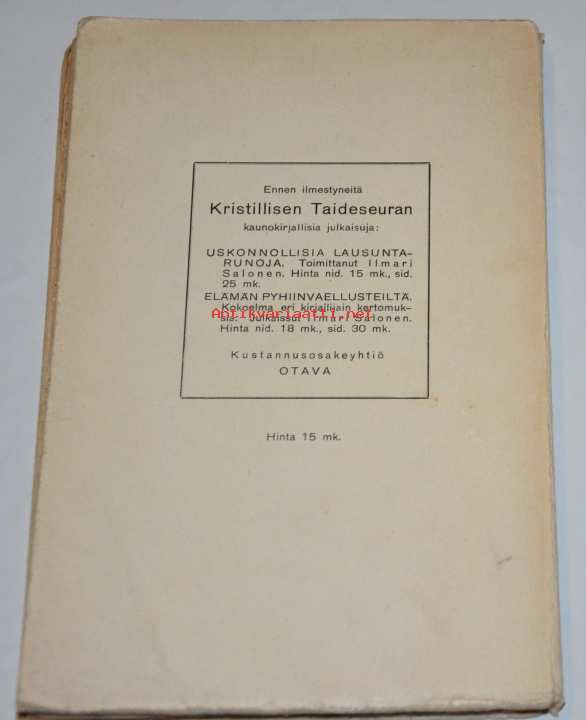 Ennen ilmestyneitä
Kristillisen Taideseuran
kaunokirjallisia julkaisuja:
USKONNOLLISIA LAUSUNTA-
RUNOJA. Toimittanut Ilmari
Salonen. Hinta nid. 15 mk., sid.
25 mk.
ELÄMÄN PYHIINVAELLUSTEILTÄ.
Kokoelma eri kirjailijain kertomuk-
sia. Julkaissut Ilmari Salonen.
Antikvariaatti.net
Hinta nid. 18 mk., sid. 30 mk.
Kustannusosakeyhtiö
OTAVA
Hinta 15 mk.